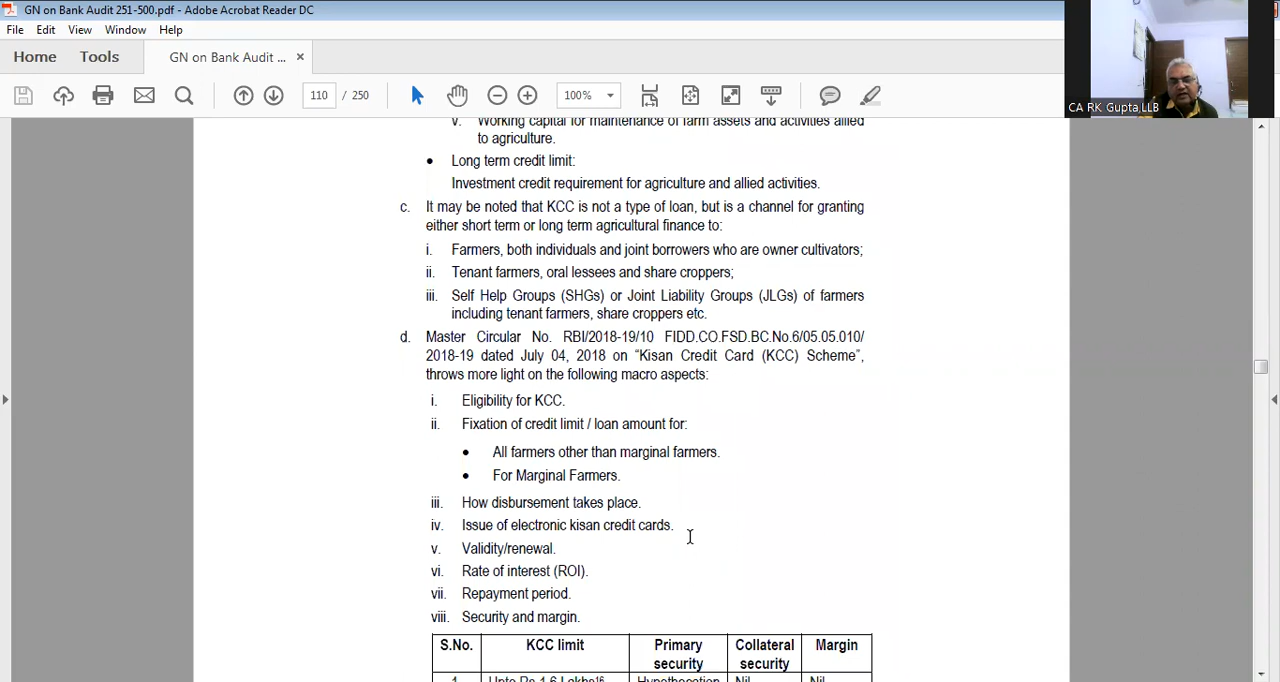 GN on Bank Audit 251-500.pdf - Adobe Acrobat Reader DC
File Edit View Window Help
Home Tools GN on Bank Audit ... ×
110 / 250 100%
CA RK Gupta,LLB
v. Working capital for maintenance of farm assets and activities allied
to agriculture.
• Long term credit limit:
Investment credit requirement for agriculture and allied activities.
c. It may be noted that KCC is not a type of loan, but is a channel for granting
either short term or long term agricultural finance to:
i. Farmers, both individuals and joint borrowers who are owner cultivators;
ii. Tenant farmers, oral lessees and share croppers;
iii. Self Help Groups (SHGs) or Joint Liability Groups (JLGs) of farmers
including tenant farmers, share croppers etc.
d. Master Circular No. RBI/2018-19/10 FIDD.CO.FSD.BC.No.6/05.05.010/
2018-19 dated July 04, 2018 on “Kisan Credit Card (KCC) Scheme”,
throws more light on the following macro aspects:
i. Eligibility for KCC.
ii. Fixation of credit limit / loan amount for:
• All farmers other than marginal farmers.
• For Marginal Farmers.
iii. How disbursement takes place.
iv. Issue of electronic kisan credit cards.
v. Validity/renewal.
vi. Rate of interest (ROI).
vii. Repayment period.
viii. Security and margin.
S.No. KCC limit Primary security Collateral security Margin
1 Upto Rs 1.6 Lakhs16 Hypothecation Nil Nil